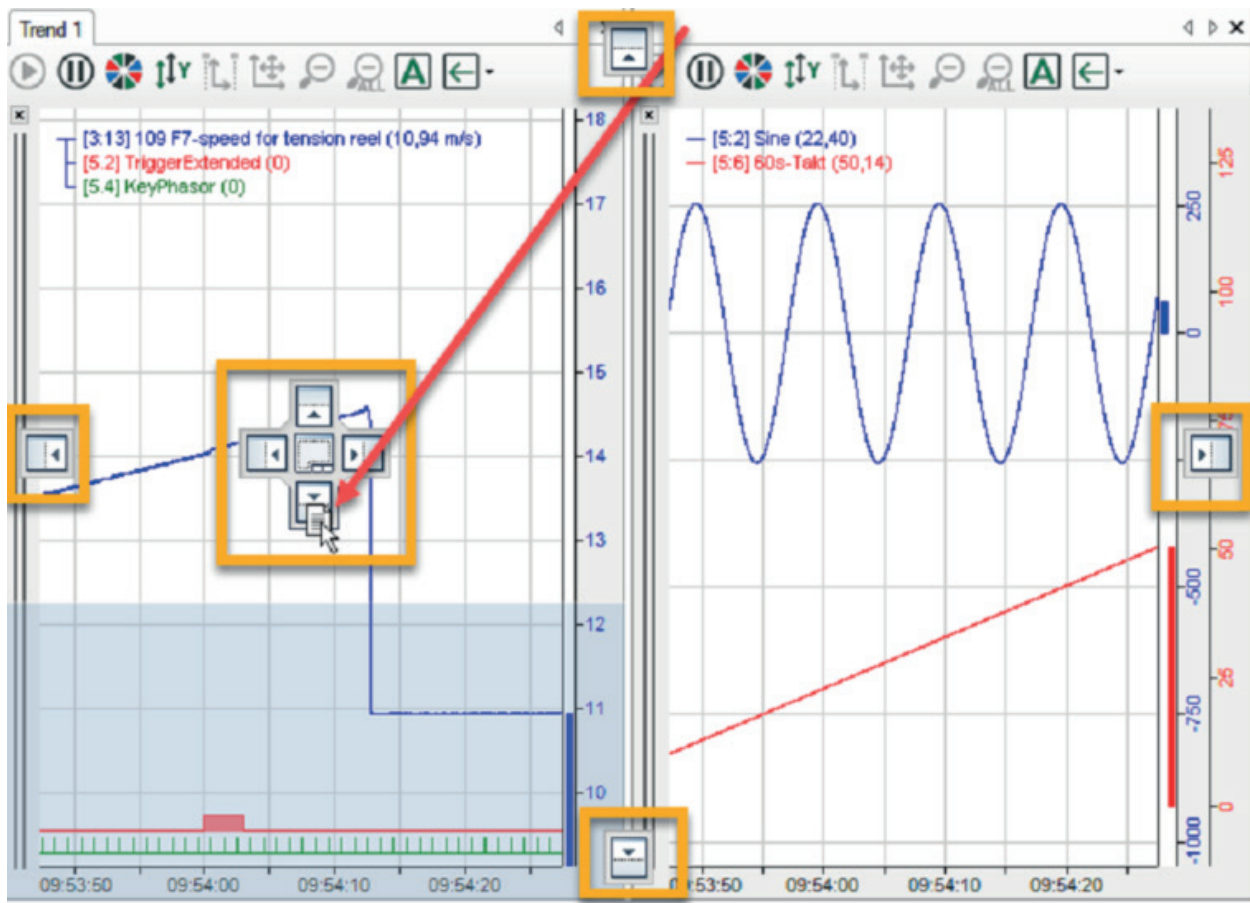 Trend 1
Y
ALL
A
Y
ALL
A
[3:13] 109 F7-speed for tension reel (10,94 m/s)
[5.2] TriggerExtended (0)
[5.4] KeyPhasor (0)
18
17
16
15
14
13
12
11
10
09:53:50 09:54:00 09:54:10 09:54:20
[5:2] Sine (22,40)
[5:6] 60s-Takt (50,14)
250
0
-500
-750
-1000
125
100
50
25
0
09:54:00 09:54:10 09:54:20